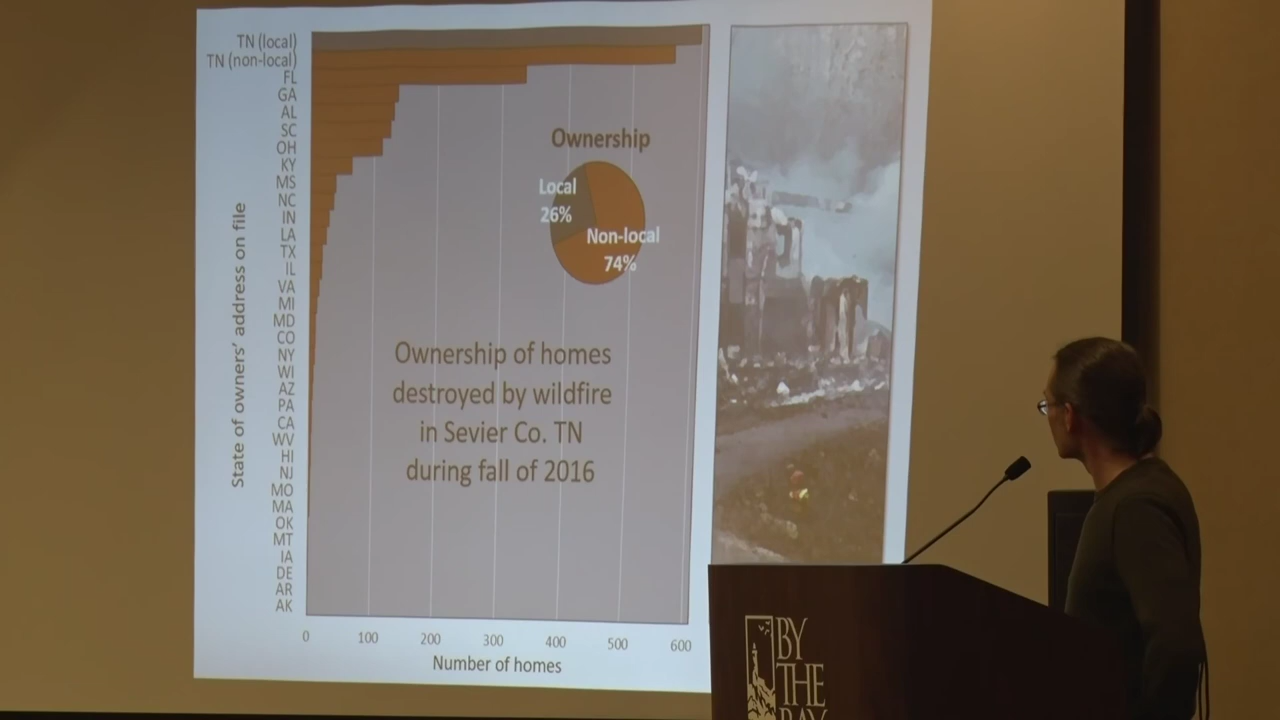 TN (local)
TN (non-local)
FL
GA
AL
SC
OH
KY
MS
NC
IN
LA
TX
IL
VA
MI
MD
CO
NY
WI
AZ
PA
CA
WV
HI
NJ
MO
MA
OK
MT
IA
DE
AR
AK
State of owners' address on file
Ownership
Local
26%
Non-local
74%
Ownership of homes
destroyed by wildfire
in Sevier Co. TN
during fall of 2016
0 100 200 300 400 500 600
Number of homes
BY
THE
BAY